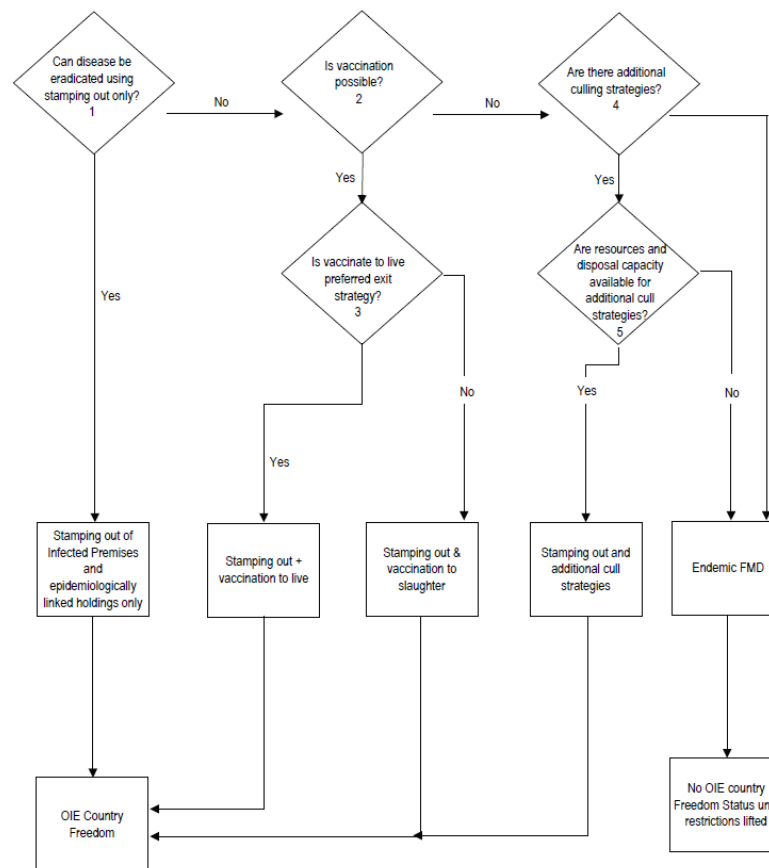 Can disease be
eradicated using
stamping out only?
1
Is vaccination
possible?
2
Are there additional
culling strategies?
4
No
No
Yes
Yes
Is vaccinate to live
preferred exit
strategy?
3
Are resources and
disposal capacity
available for
additional cull
strategies?
5
Yes
No
Yes
No
Yes
Stamping out of
Infected Premises
and
epidemiologically
linked holdings only
Stamping out +
vaccination to live
Stamping out &
vaccination to
slaughter
Stamping out and
additional cull
strategies
Endemic FMD
OIE Country
Freedom
No OIE country
Freedom Status
restrictions lifted